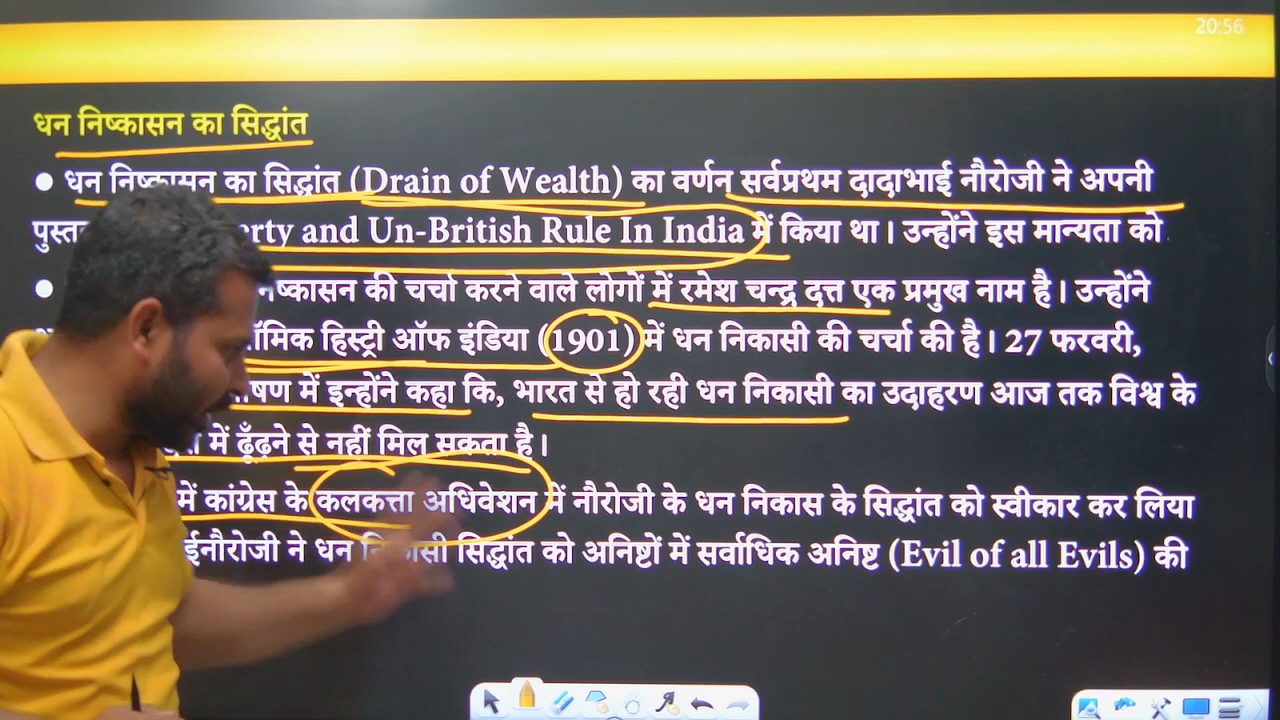 20:56
धन निष्कासन का सिद्धांत
● धन निष्कासन का सिद्धांत (Drain of Wealth) का वर्णन सर्वप्रथम दादाभाई नौरोजी ने अपनी
and Un-British Rule In India में किया था। उन्होंने इस मान्यता को
● की चर्चा करने वाले लोगों में रमेश चन्द्र दत्त एक प्रमुख नाम है। उन्होंने
हिस्ट्री ऑफ इंडिया (1901) में धन निकासी की चर्चा की है। 27 फरवरी,
में इन्होंने कहा कि, भारत से हो रही धन निकासी का उदाहरण आज तक विश्व के
में ढूँढ़ने से नहीं मिल सकता है।
में कांग्रेस के कलकत्ता अधिवेशन में नौरोजी के धन निकास के सिद्धांत को स्वीकार कर लिया
ने धन निकासी सिद्धांत को अनिष्टों में सर्वाधिक अनिष्ट (Evil of all Evils) की